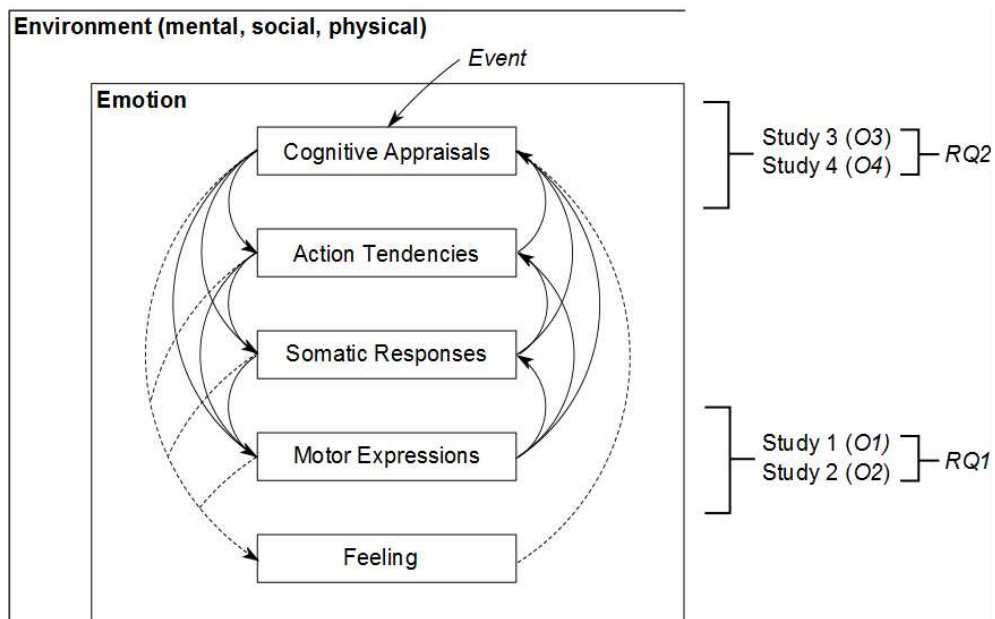 Environment (mental, social, physical)
Event
Emotion
Cognitive Appraisals
Action Tendencies
Somatic Responses
Motor Expressions
Feeling
Study 3 (O3)
Study 4 (O4)
RQ2
Study 1 (O1)
Study 2 (O2)
RQ1